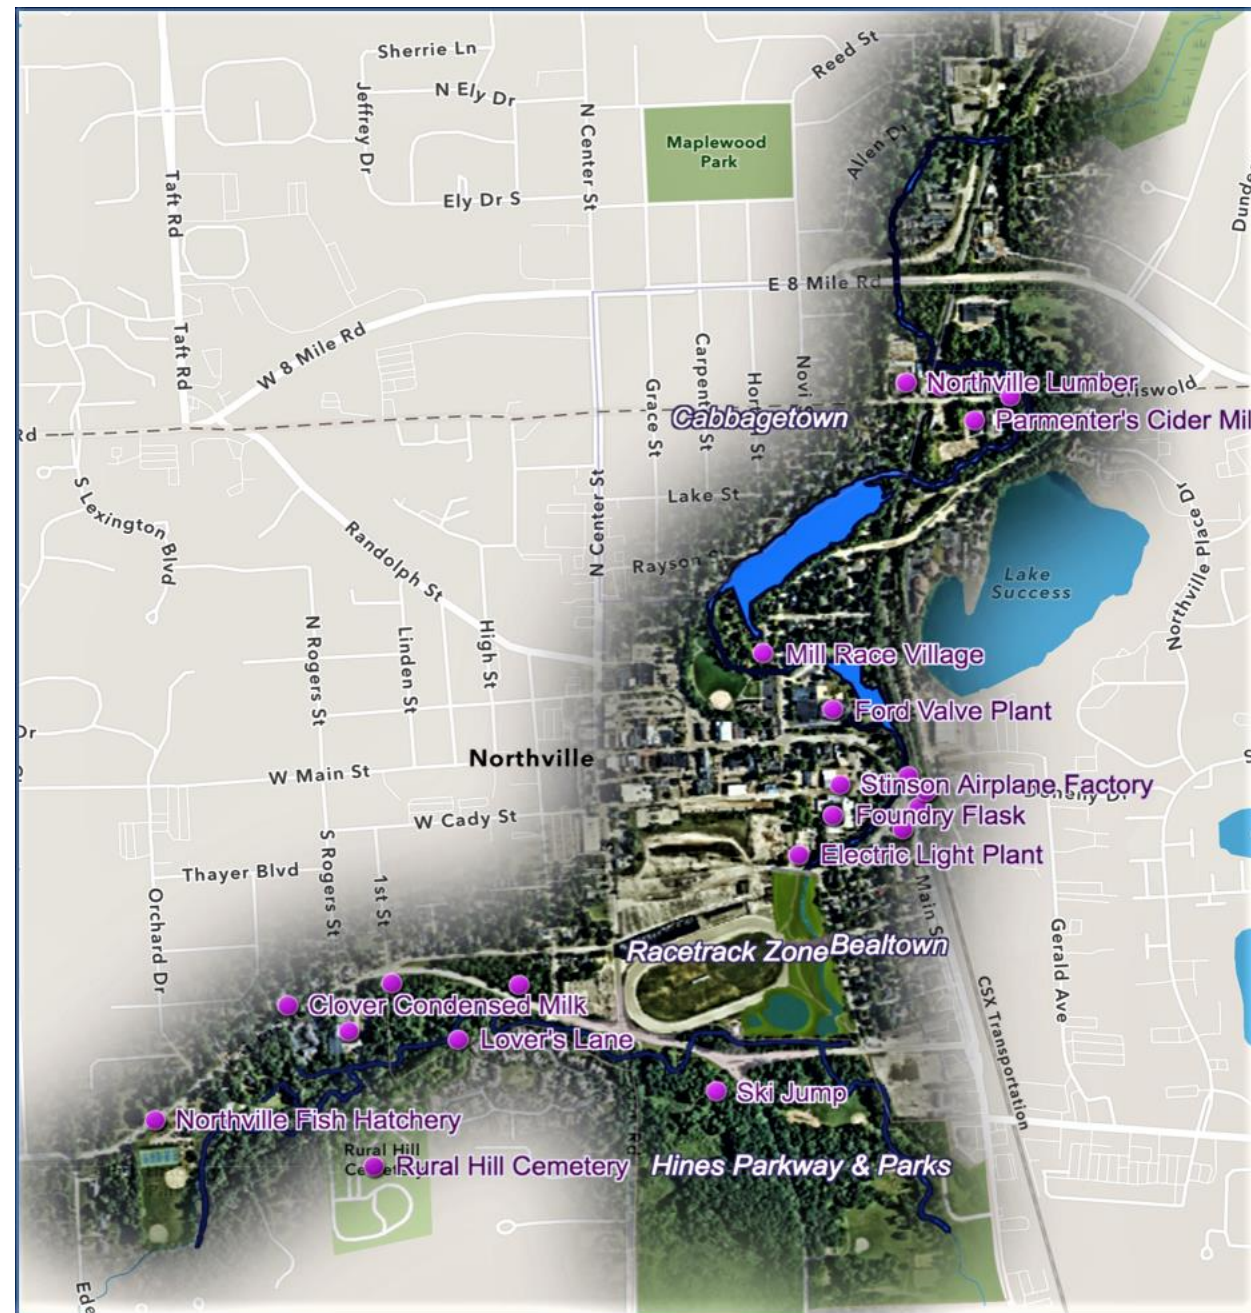 Sherrie Ln
Reed St
N Ely Dr
Jeffrey Dr
N Center St
Maplewood
Park
Allen Dr
Taft Rd
Ely Dr S
E 8 Mile Rd
Taft Rd
W 8 Mile Rd
Carpent
St
Grace St
Novi
Northville Lumber
Griswold
Rd
Cabbagetown
Parmenter's Cider Mil
S Lexington Blvd
Lake St
N Center St
Randolph St
Rayson S
Northville Place Dr
Lake
Success
N Rogers St
Linden St
High St
Mill Race Village
Ford Valve Plant
Dr
Northville
W Main St
Stinson Airplane Factory
W Cady St
Foundry Flask
Electric Light Plant
Thayer Blvd
S Rogers St
1st St
Orchard Dr
Main S
Gerald Ave
Racetrack Zone
Bealtown
CSX Transportation
Clover Condensed Milk
Lover's Lane
Ski Jump
Northville Fish Hatchery
Rural Hill
Rural Hill Cemetery
Rd
Hines Parkway & Parks
Ede